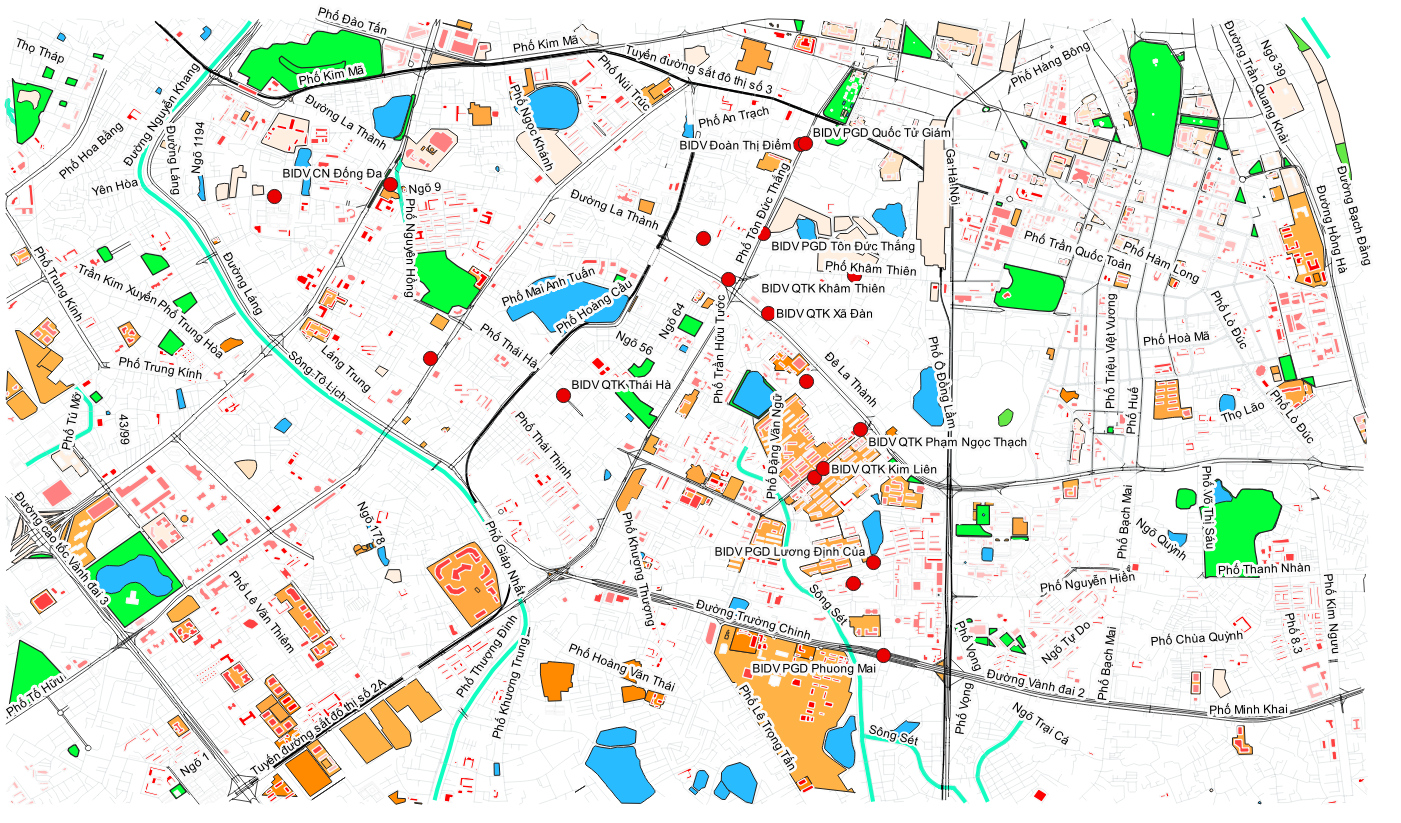 Phố Đào Tấn
Thọ Tháp
Phố Kim Mã
Tuyến đường sắt đô thị số 3
Phố Hàng Bông
Đường Trần Quang Khải
Ngõ 39
Đường Nguyễn Khang
Phố Kim Mã
Phố Núi Trúc
Phố Hoa Bằng
Đường Láng
Ngõ 1194
Đường La Thành
Phố Ngọc Khánh
Phố An Trạch
BIDV PGD Quốc Tử Giám
BIDV Đoàn Thị Điểm
Ga Hà Nội
Yên Hòa
BIDV CN Đống Đa
Ngõ 9
Phố Nguyên Hồng
Đường La Thành
Phố Tôn Đức Thắng
BIDV PGD Tôn Đức Thắng
Phố Khâm Thiên
BIDV QTK Khâm Thiên
Phố Trần Quốc Toản
Phố Hàm Long
Đường Hồng Hà
Đường Bạch Đằng
Phố Trung Kính
Trần Kim Xuyến
Phố Trung Hòa
Đường Láng
Phố Mai Anh Tuấn
Phố Hoàng Cầu
Ngõ 64
Phố Trần Hữu Tước
BIDV QTK Xã Đàn
Phố Triệu Việt Vương
Phố Lò Đúc
Phố Hoà Mã
Phố Trung Kính
Sông Tô Lịch
Láng Trung
Phố Thái Hà
Ngõ 56
BIDV QTK Thái Hà
Đê La Thành
Phố Ô Đồng Lầm
Phố Huế
Thọ Lão
Phố Lò Đúc
Phố Tú Mỡ
43/99
Phố Thái Thịnh
Phố Đặng Văn Ngữ
BIDV QTK Phạm Ngọc Thạch
BIDV QTK Kim Liên
Đường cao tốc Vành đai 3
Ngõ 178
Phố Giáp Nhất
Phố Khương Thượng
BIDV PGD Lương Định Của
Phố Bạch Mai
Ngõ Quỳnh
Phố Võ Thị Sáu
Phố Thanh Nhàn
Phố Nguyễn Hiền
Phố Lê Văn Thiêm
Sông Sét
Đường Trường Chinh
Phố Kim Ngưu
Phố 8.3
Phố Thượng Đình
Phố Khương Trung
Phố Hoàng Văn Thái
BIDV PGD Phuong Mai
Phố Vọng
Ngõ Tự Do
Phố Bạch Mai
Phố Chùa Quỳnh
Đường Vành đai 2
Phố Tố Hữu
Tuyến đường sắt đô thị số 2A
Phố Lê Trọng Tấn
Phố Vọng
Phố Minh Khai
Ngõ 1
Sông Sét
Ngõ Trại Cá